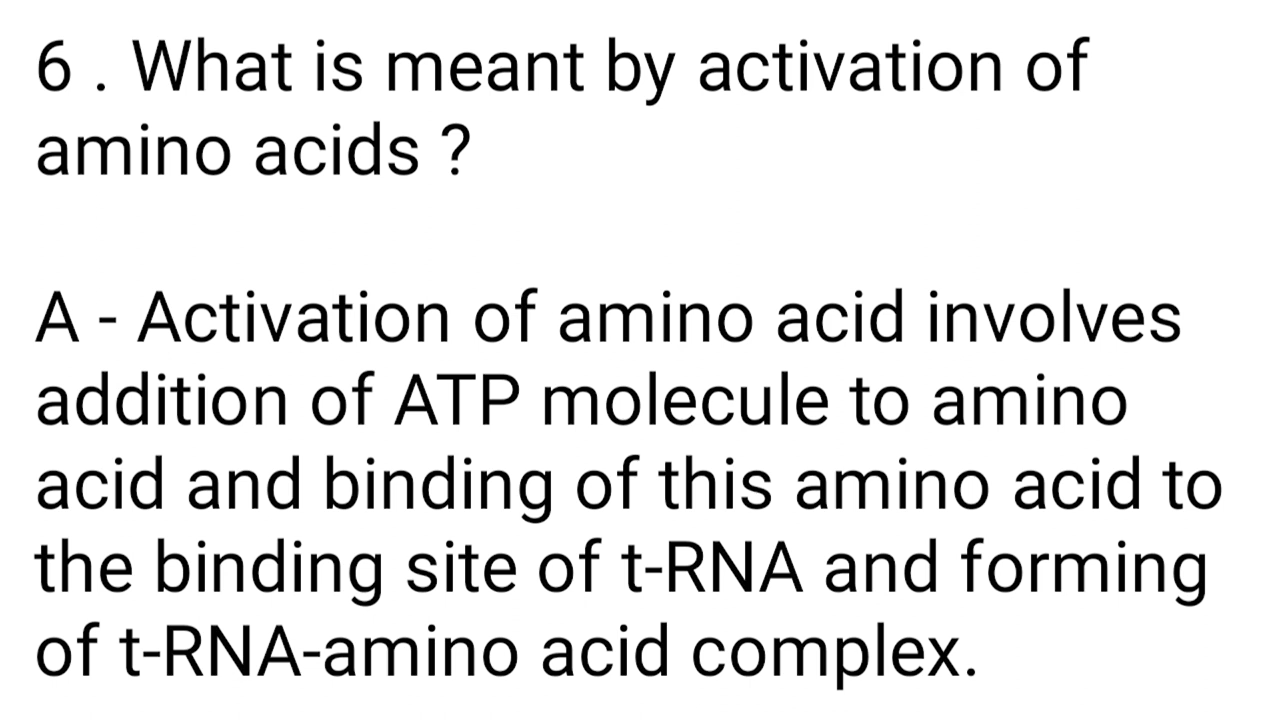 6 . What is meant by activation of
amino acids ?
A - Activation of amino acid involves
addition of ATP molecule to amino
acid and binding of this amino acid to
the binding site of t-RNA and forming
of t-RNA-amino acid complex.